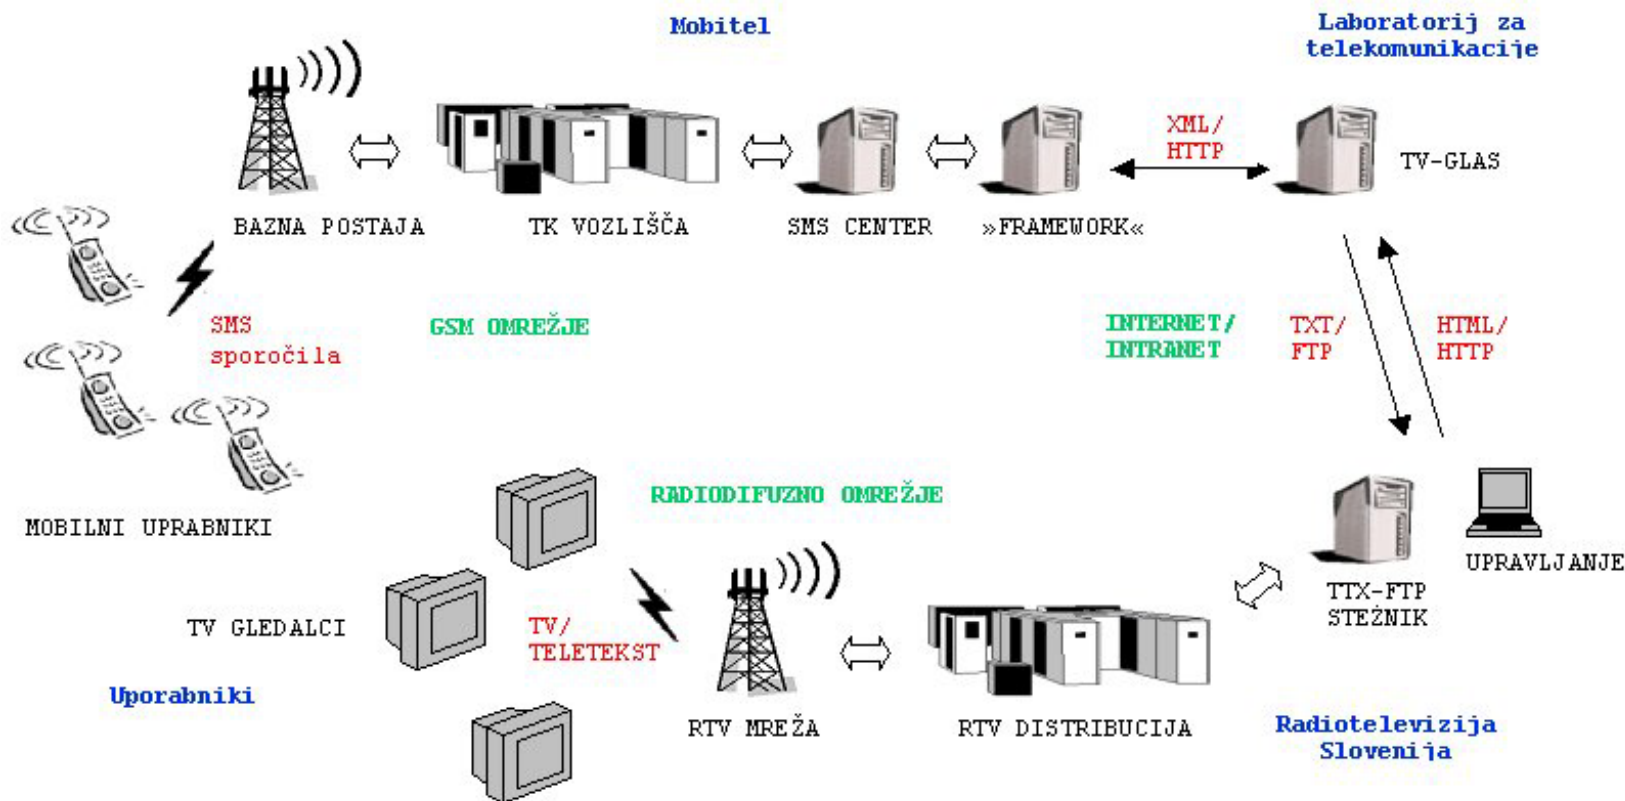 Mobitel
Laboratorij za
telekomunikacije
XML/
HTTP
TV-GLAS
BAZNA POSTAJA
TK VOZLIŠČA
SMS CENTER
»FRAMEWORK«
SMS
sporočila
GSM OMREŽJE
INTERNET/
INTRANET
TXT/
FTP
HTML/
HTTP
MOBILNI UPRABNIKI
RADIODIFUZNO OMREŽJE
UPRAVLJANJE
TTX-FTP
STEŽNIK
TV GLEDALCI
TV/
TELETEKST
Uporabniki
RTV MREŽA
RTV DISTRIBUCIJA
Radiotelevizija
Slovenija